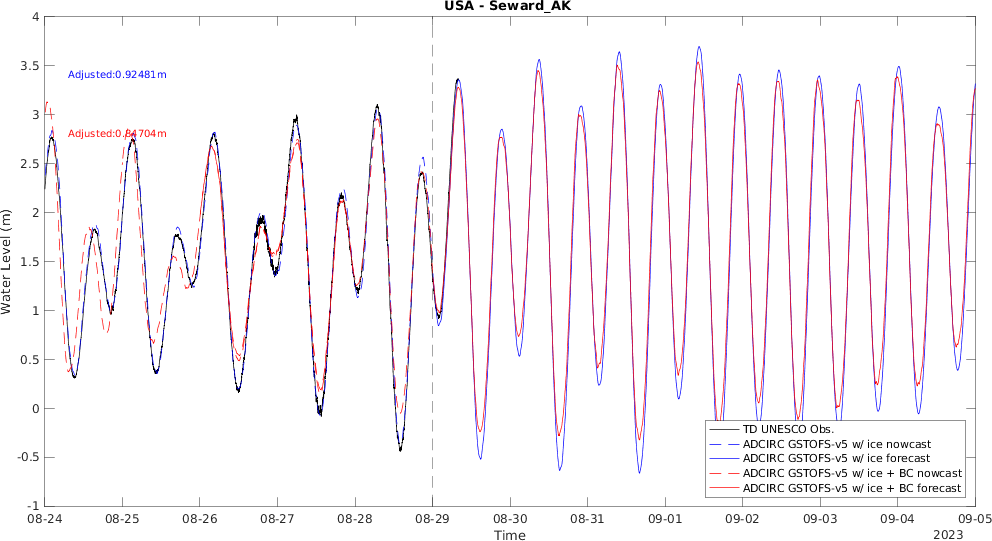 USA - Seward_AK
4
3.5
3
2.5
2
1.5
1
0.5
0
-0.5
-1
Water Level (m)
Adjusted:0.92481m
Adjusted:0.84704m
TD UNESCO Obs.
ADCIRC GSTOFS-v5 w/ ice nowcast
ADCIRC GSTOFS-v5 w/ ice forecast
ADCIRC GSTOFS-v5 w/ ice + BC nowcast
ADCIRC GSTOFS-v5 w/ ice + BC forecast
08-24 08-25 08-26 08-27 08-28 08-29 08-30 08-31 09-01 09-02 09-03 09-04 09-05
Time
2023